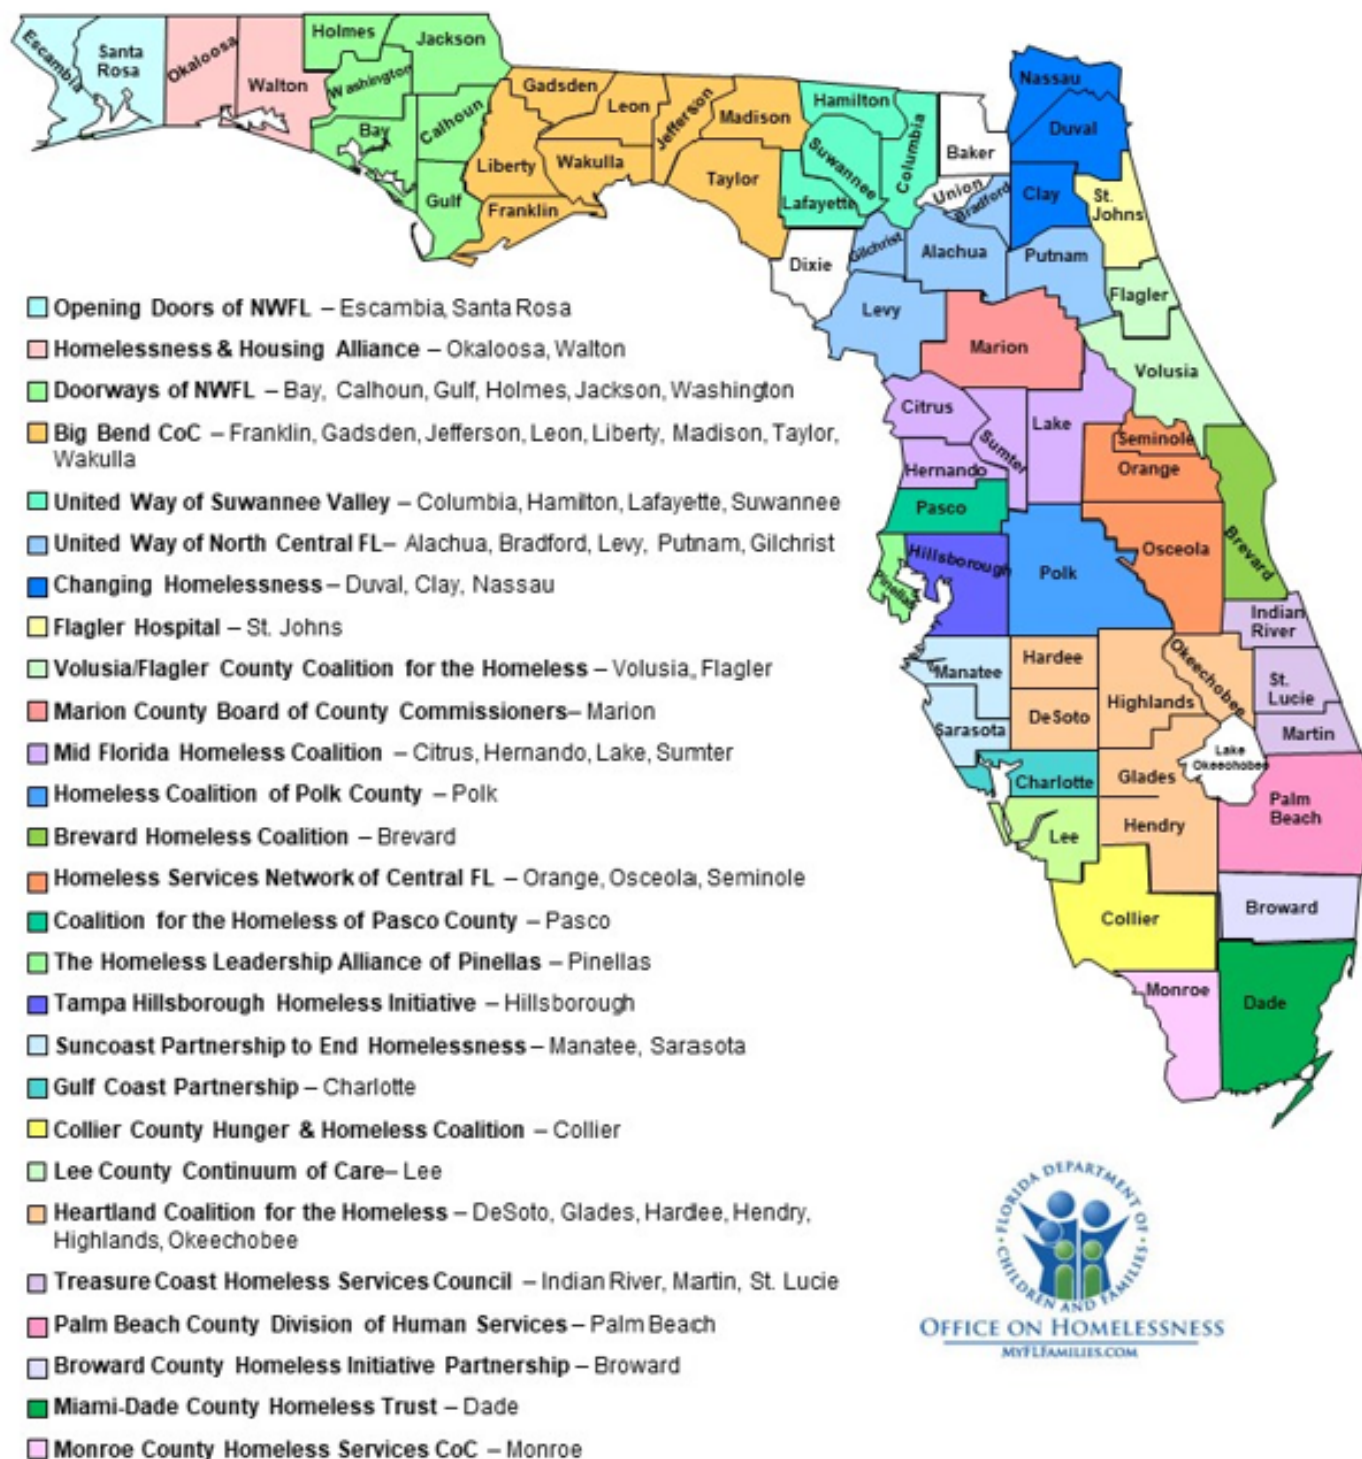 Escambia
Santa
Rosa
Okaloosa
Walton
Holmes
Jackson
Washington
Bay
Calhoun
Gulf
Gadsden
Leon
Jefferson
Madison
Liberty
Wakulla
Franklin
Taylor
Hamilton
Suwannee
Columbia
Lafayette
Baker
Union
Bradford
Nassau
Duval
Clay
St.
Johns
Dixie
Gilchrist
Alachua
Putnam
Levy
Flagler
Marion
Volusia
Citrus
Sumter
Lake
Hernando
Seminole
Orange
Pasco
Pinellas
Hillsborough
Polk
Osceola
Brevard
Indian
River
Manatee
Hardee
Highlands
Okeechobee
St.
Lucie
Sarasota
DeSoto
Martin
Lake
Okeechobee
Charlotte
Glades
Palm
Beach
Lee
Hendry
Collier
Broward
Monroe
Dade
Opening Doors of NWFL – Escambia, Santa Rosa
Homelessness & Housing Alliance – Okaloosa, Walton
Doorways of NWFL – Bay, Calhoun, Gulf, Holmes, Jackson, Washington
Big Bend CoC – Franklin, Gadsden, Jefferson, Leon, Liberty, Madison, Taylor,
Wakulla
United Way of Suwannee Valley – Columbia, Hamilton, Lafayette, Suwannee
United Way of North Central FL– Alachua, Bradford, Levy, Putnam, Gilchrist
Changing Homelessness – Duval, Clay, Nassau
Flagler Hospital – St. Johns
Volusia/Flagler County Coalition for the Homeless – Volusia, Flagler
Marion County Board of County Commissioners– Marion
Mid Florida Homeless Coalition – Citrus, Hernando, Lake, Sumter
Homeless Coalition of Polk County – Polk
Brevard Homeless Coalition – Brevard
Homeless Services Network of Central FL – Orange, Osceola, Seminole
Coalition for the Homeless of Pasco County – Pasco
The Homeless Leadership Alliance of Pinellas – Pinellas
Tampa Hillsborough Homeless Initiative – Hillsborough
Suncoast Partnership to End Homelessness – Manatee, Sarasota
Gulf Coast Partnership – Charlotte
Collier County Hunger & Homeless Coalition – Collier
Lee County Continuum of Care– Lee
Heartland Coalition for the Homeless – DeSoto, Glades, Hardee, Hendry,
Highlands, Okeechobee
Treasure Coast Homeless Services Council – Indian River, Martin, St. Lucie
Palm Beach County Division of Human Services – Palm Beach
Broward County Homeless Initiative Partnership – Broward
Miami-Dade County Homeless Trust – Dade
Monroe County Homeless Services CoC – Monroe
FLORIDA DEPARTMENT OF
CHILDREN AND FAMILIES
OFFICE ON HOMELESSNESS
MYFLFAMILIES.COM